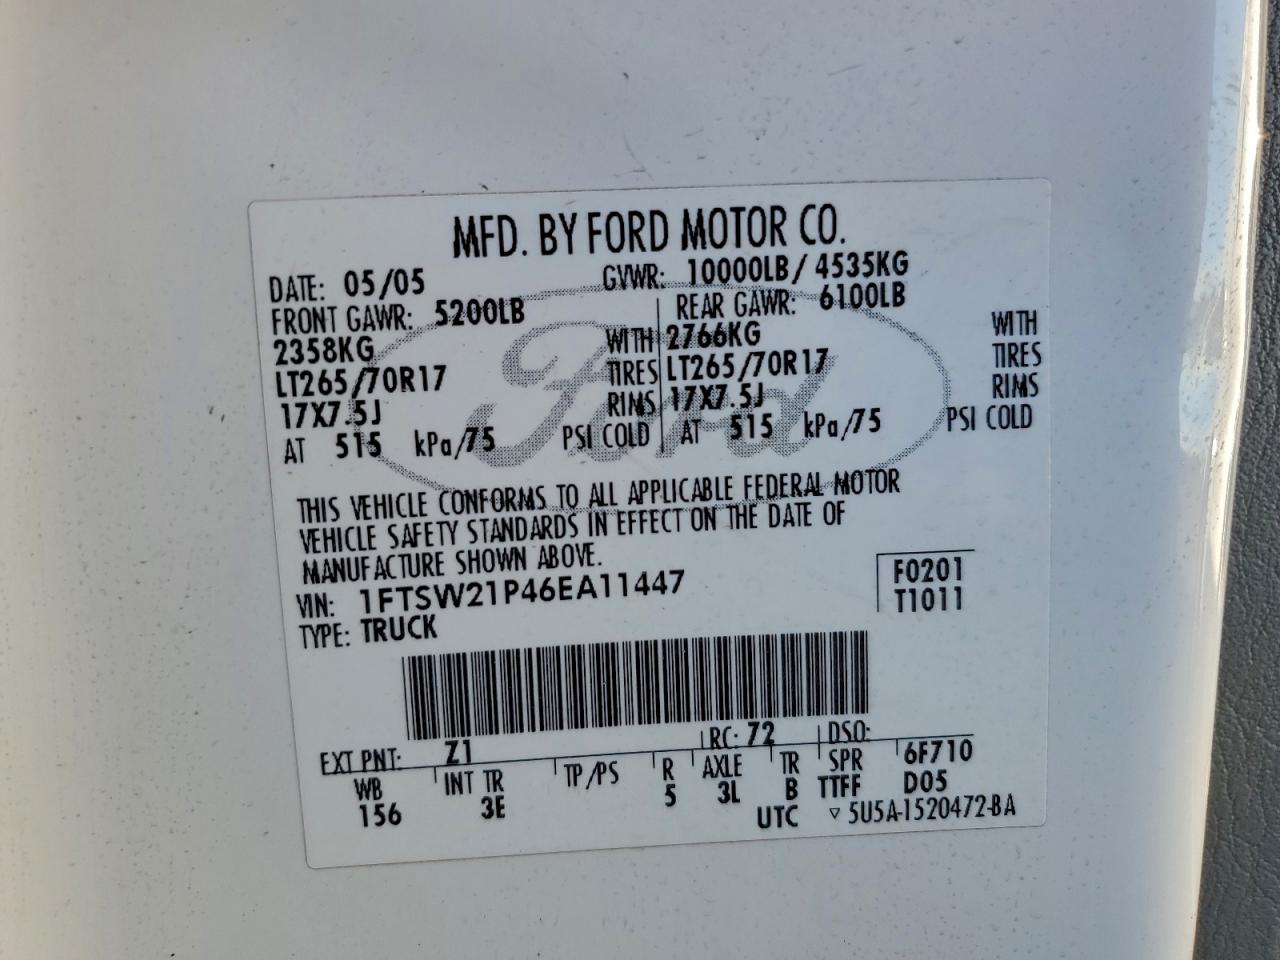 MFD. BY FORD MOTOR CO.
DATE: 05/05 GVWR: 10000LB/ 4535KG
FRONT GAWR: 5200LB REAR GAWR: 6100LB
2358KG WITH 2766KG WITH
LT265/70R17 TIRES LT265/70R17 TIRES
17X7.5J RIMS 17X7.5J RIMS
AT 515 kPa/75 PSI COLD AT 515 kPa/75 PSI COLD
Ford
THIS VEHICLE CONFORMS TO ALL APPLICABLE FEDERAL MOTOR
VEHICLE SAFETY STANDARDS IN EFFECT ON THE DATE OF
MANUFACTURE SHOWN ABOVE.
VIN: 1FTSW21P46EA11447 F0201
TYPE: TRUCK T1011
EXT PNT: Z1 RC: 72 DSO:
WB INT TR TP/PS R AXLE TR SPR 6F710
156 3E 5 3L B TTFF D05
UTC ▽ 5U5A-1520472-BA